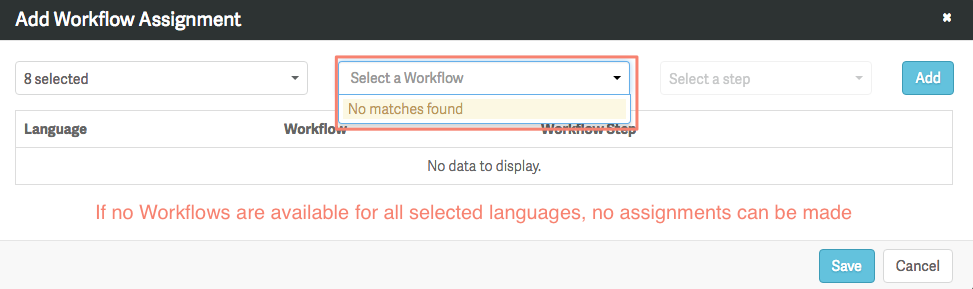 Add Workflow Assignment ×
8 selected Select a Workflow Select a step Add
No matches found
Language Workflow Workflow Step
No data to display.
If no Workflows are available for all selected languages, no assignments can be made
Save Cancel